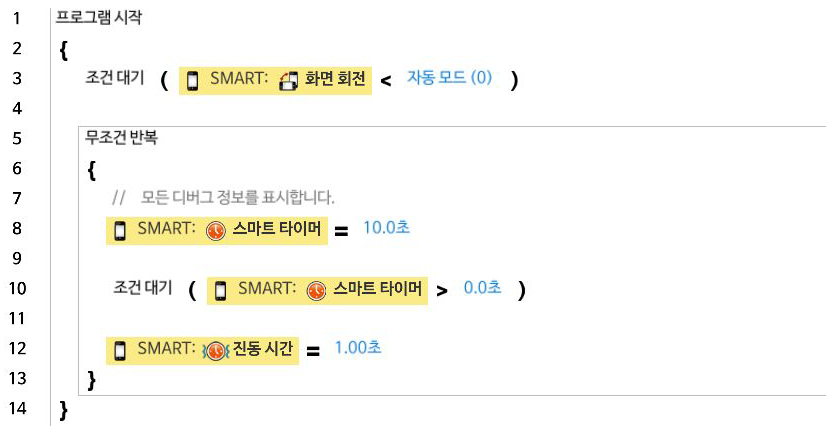 1 프로그램 시작
2 {
3 조건 대기 ( SMART: 화면 회전 < 자동 모드 (0) )
4
5 무조건 반복
6 {
7 // 모든 디버그 정보를 표시합니다.
8 SMART: 스마트 타이머 = 10.0초
9
10 조건 대기 ( SMART: 스마트 타이머 > 0.0초 )
11
12 SMART: 진동 시간 = 1.00초
13 }
14 }